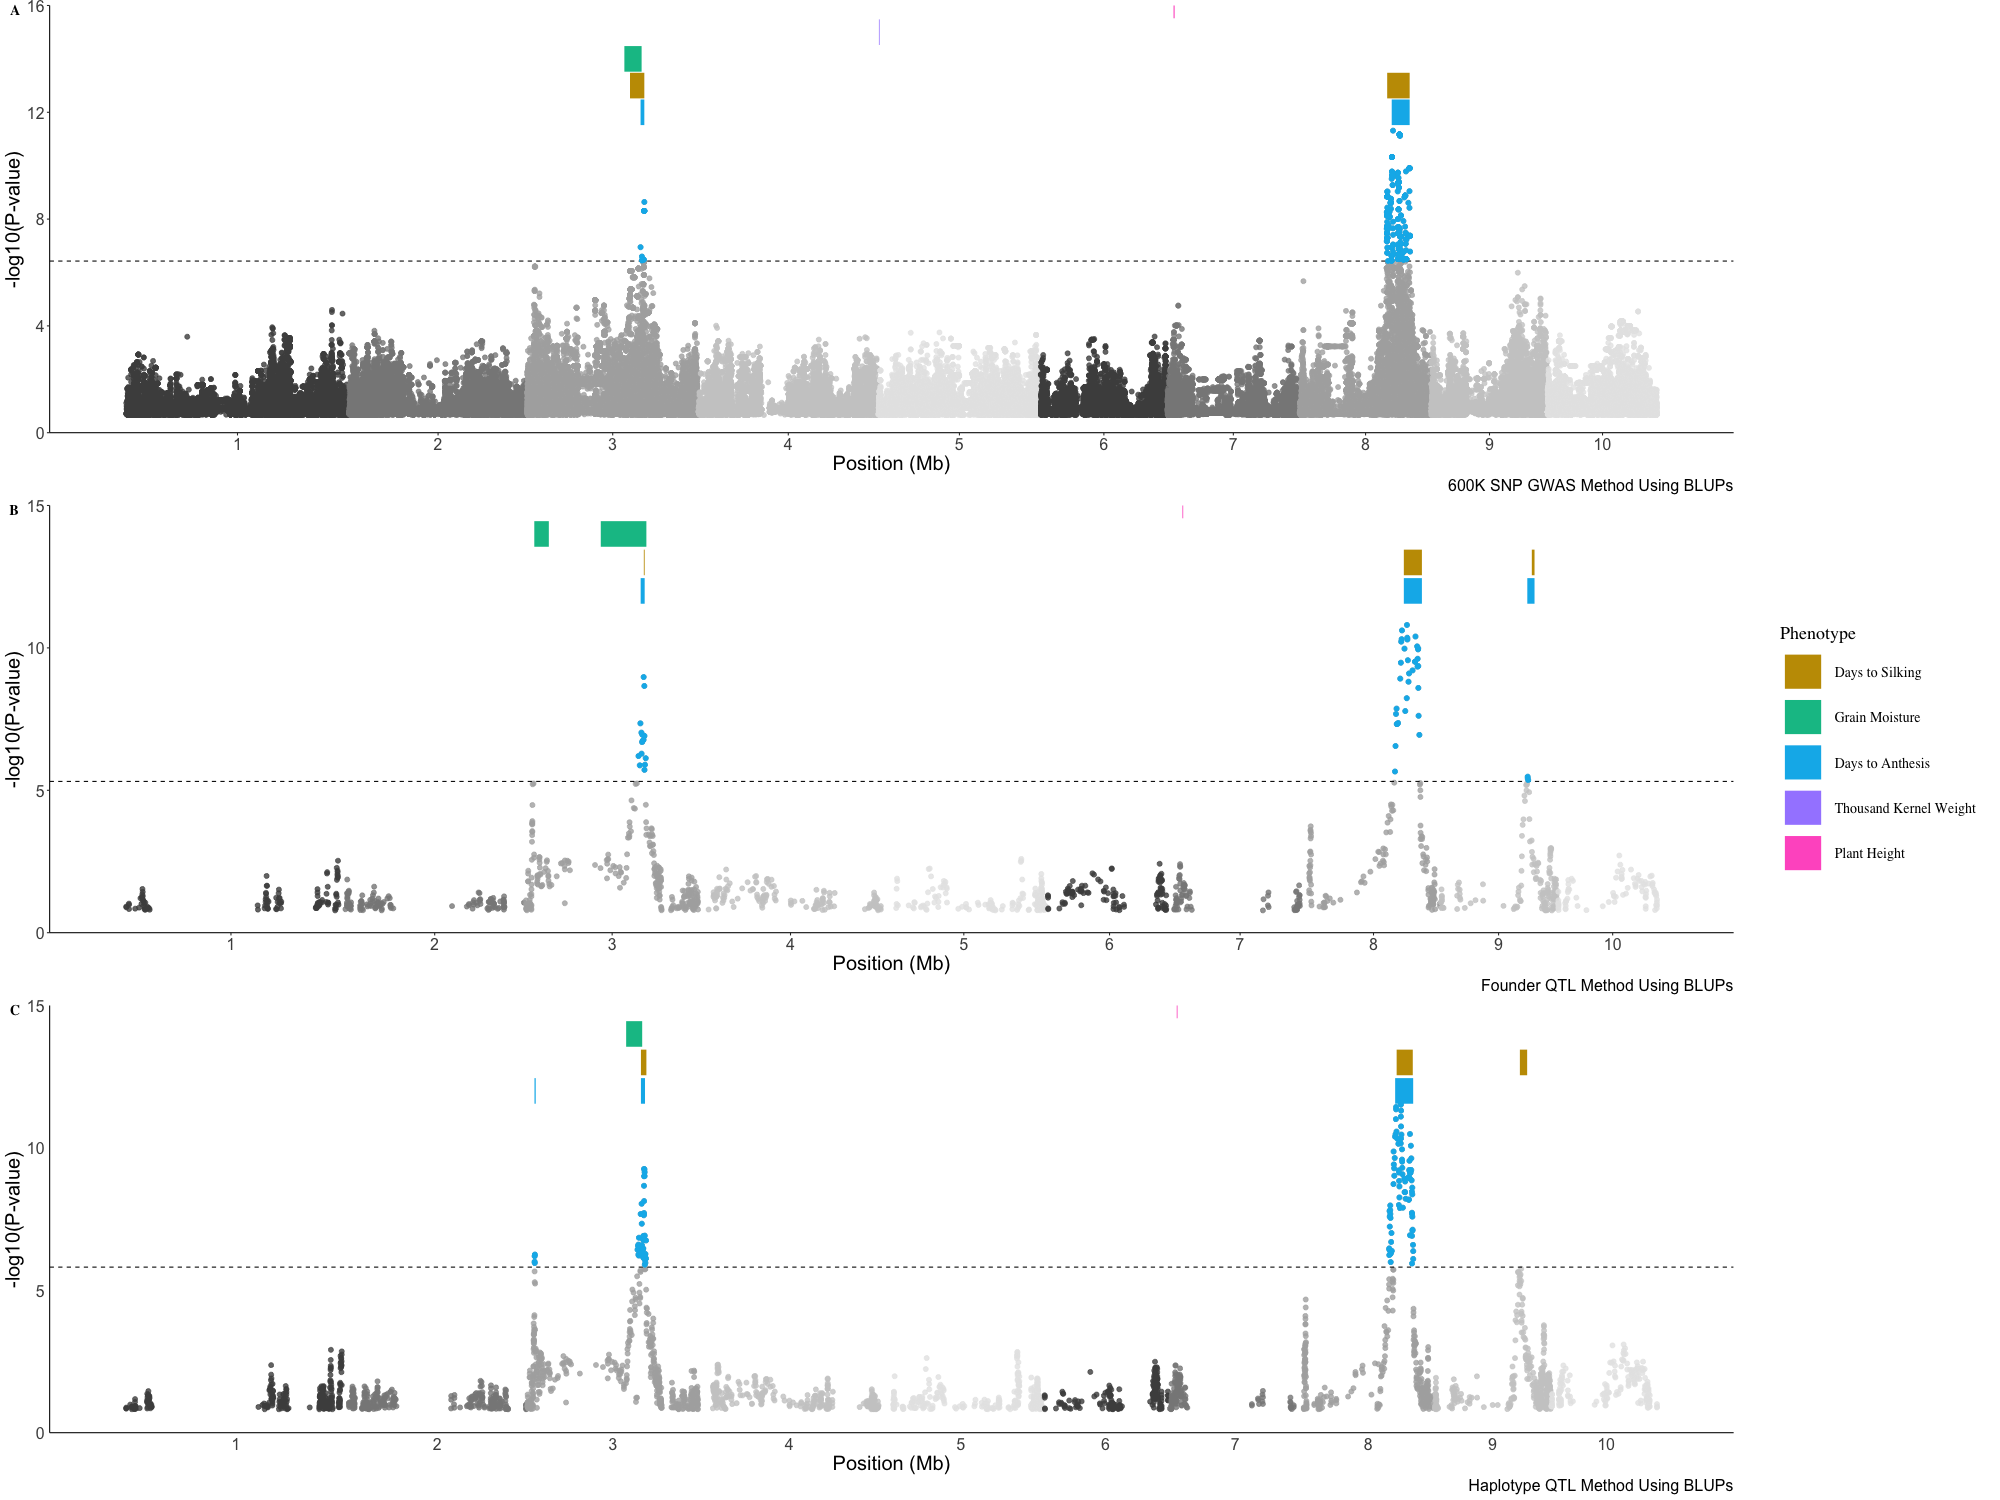 A
16
12
8
4
0
-log10(P-value)
1 2 3 4 5 6 7 8 9 10
Position (Mb)
600K SNP GWAS Method Using BLUPs
B
15
10
5
0
-log10(P-value)
1 2 3 4 5 6 7 8 9 10
Position (Mb)
Founder QTL Method Using BLUPs
C
15
10
5
0
-log10(P-value)
1 2 3 4 5 6 7 8 9 10
Position (Mb)
Haplotype QTL Method Using BLUPs
Phenotype
Days to Silking
Grain Moisture
Days to Anthesis
Thousand Kernel Weight
Plant Height